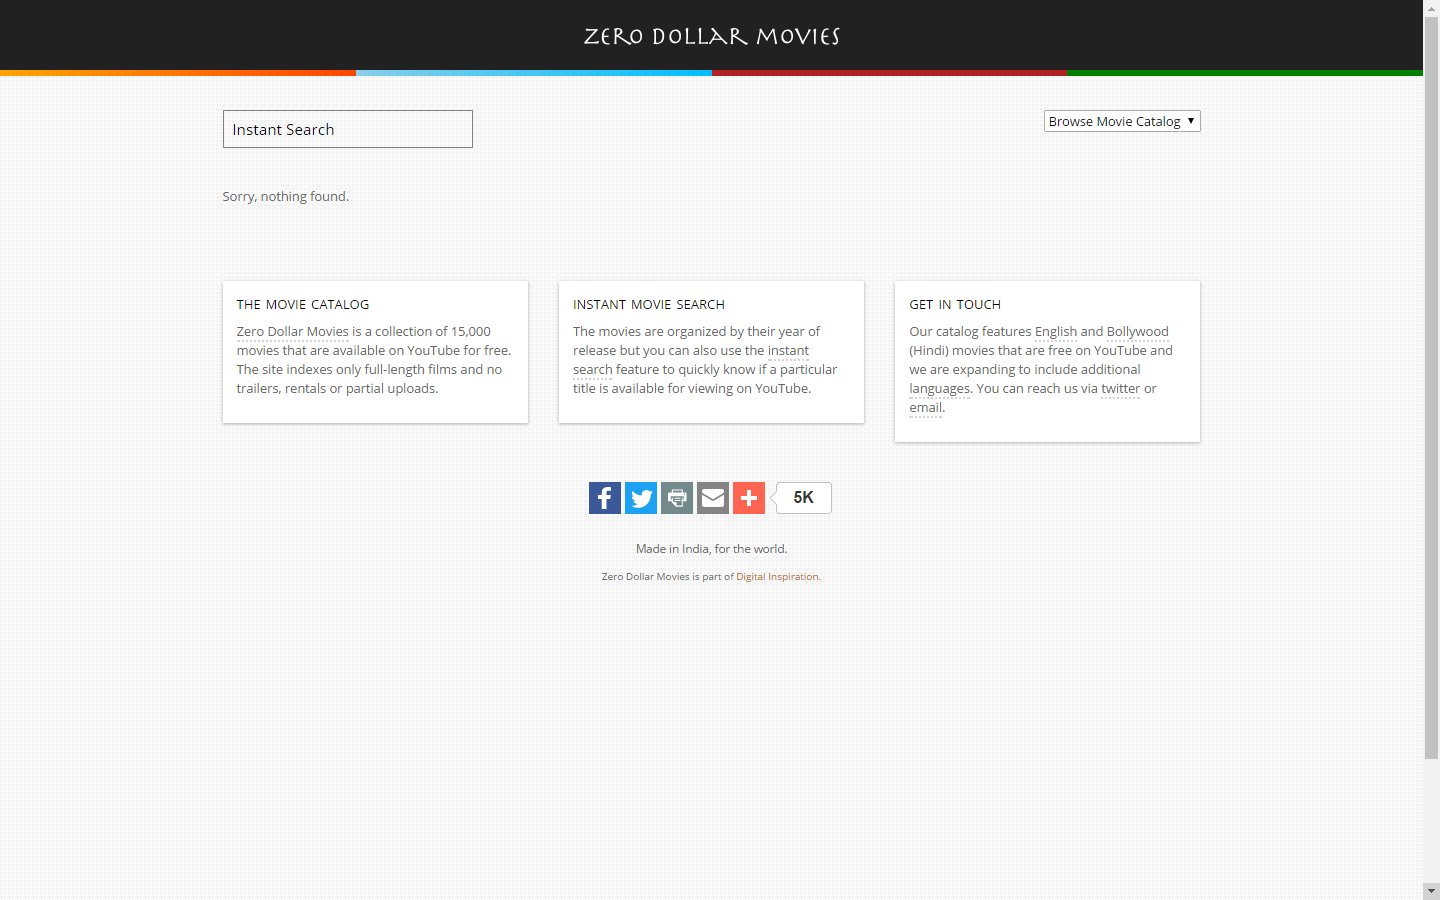 Zero Dollar Movies
Instant Search
Browse Movie Catalog
Sorry, nothing found.
THE MOVIE CATALOG
Zero Dollar Movies is a collection of 15,000
movies that are available on YouTube for free.
The site indexes only full-length films and no
trailers, rentals or partial uploads.
INSTANT MOVIE SEARCH
The movies are organized by their year of
release but you can also use the instant
search feature to quickly know if a particular
title is available for viewing on YouTube.
GET IN TOUCH
Our catalog features English and Bollywood
(Hindi) movies that are free on YouTube and
we are expanding to include additional
languages. You can reach us via twitter or
email.
5K
Made in India, for the world.
Zero Dollar Movies is part of Digital Inspiration.